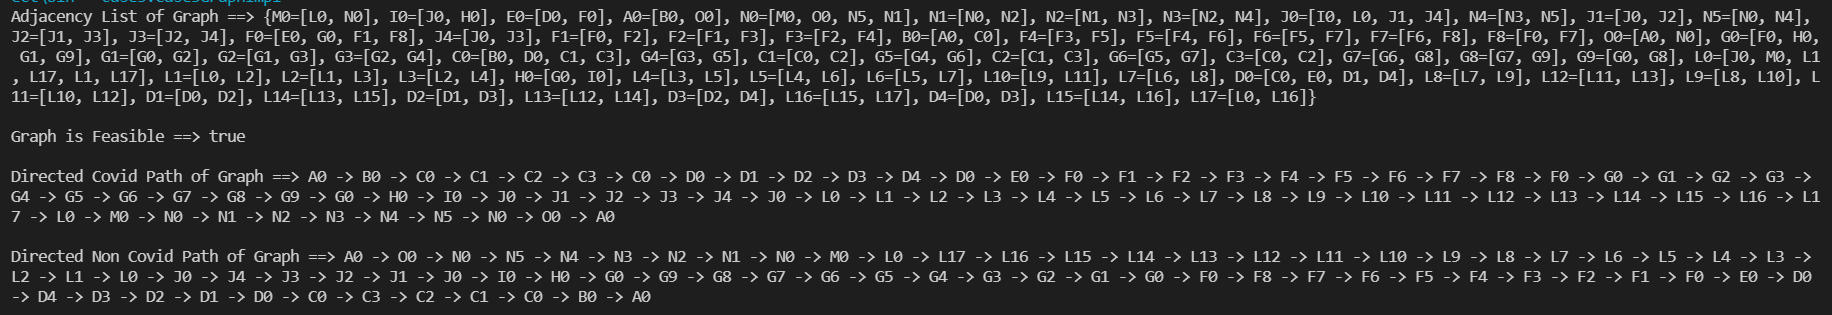 Adjacency List of Graph ==> {M0=[L0, N0], I0=[J0, H0], E0=[D0, F0], A0=[B0, O0], N0=[M0, O0, N5, N1], N1=[N0, N2], N2=[N1, N3], N3=[N2, N4], J0=[I0, L0, J1, J4], N4=[N3, N5], J1=[J0, J2], N5=[N0, N4],
J2=[J1, J3], J3=[J2, J4], F0=[E0, G0, F1, F8], J4=[J0, J3], F1=[F0, F2], F2=[F1, F3], F3=[F2, F4], B0=[A0, C0], F4=[F3, F5], F5=[F4, F6], F6=[F5, F7], F7=[F6, F8], F8=[F0, F7], O0=[A0, N0], G0=[F0, H0,
G1, G9], G1=[G0, G2], G2=[G1, G3], G3=[G2, G4], C0=[B0, D0, C1, C3], G4=[G3, G5], C1=[C0, C2], G5=[G4, G6], C2=[C1, C3], G6=[G5, G7], C3=[C0, C2], G7=[G6, G8], G8=[G7, G9], G9=[G0, G8], L0=[J0, M0, L1
, L17, L1, L17], L1=[L0, L2], L2=[L1, L3], L3=[L2, L4], H0=[G0, I0], L4=[L3, L5], L5=[L4, L6], L6=[L5, L7], L10=[L9, L11], L7=[L6, L8], D0=[C0, E0, D1, D4], L8=[L7, L9], L12=[L11, L13], L9=[L8, L10], L
11=[L10, L12], D1=[D0, D2], L14=[L13, L15], D2=[D1, D3], L13=[L12, L14], D3=[D2, D4], L16=[L15, L17], D4=[D0, D3], L15=[L14, L16], L17=[L0, L16]}
Graph is Feasible ==> true
Directed Covid Path of Graph ==> A0 -> B0 -> C0 -> C1 -> C2 -> C3 -> C0 -> D0 -> D1 -> D2 -> D3 -> D4 -> D0 -> E0 -> F0 -> F1 -> F2 -> F3 -> F4 -> F5 -> F6 -> F7 -> F8 -> F0 -> G0 -> G1 -> G2 -> G3 ->
G4 -> G5 -> G6 -> G7 -> G8 -> G9 -> G0 -> H0 -> I0 -> J0 -> J1 -> J2 -> J3 -> J4 -> J0 -> L0 -> L1 -> L2 -> L3 -> L4 -> L5 -> L6 -> L7 -> L8 -> L9 -> L10 -> L11 -> L12 -> L13 -> L14 -> L15 -> L16 -> L1
7 -> L0 -> M0 -> N0 -> N1 -> N2 -> N3 -> N4 -> N5 -> N0 -> O0 -> A0
Directed Non Covid Path of Graph ==> A0 -> O0 -> N0 -> N5 -> N4 -> N3 -> N2 -> N1 -> N0 -> M0 -> L0 -> L17 -> L16 -> L15 -> L14 -> L13 -> L12 -> L11 -> L10 -> L9 -> L8 -> L7 -> L6 -> L5 -> L4 -> L3 ->
L2 -> L1 -> L0 -> J0 -> J4 -> J3 -> J2 -> J1 -> J0 -> I0 -> H0 -> G0 -> G9 -> G8 -> G7 -> G6 -> G5 -> G4 -> G3 -> G2 -> G1 -> G0 -> F0 -> F8 -> F7 -> F6 -> F5 -> F4 -> F3 -> F2 -> F1 -> F0 -> E0 -> D0
-> D4 -> D3 -> D2 -> D1 -> D0 -> C0 -> C3 -> C2 -> C1 -> C0 -> B0 -> A0